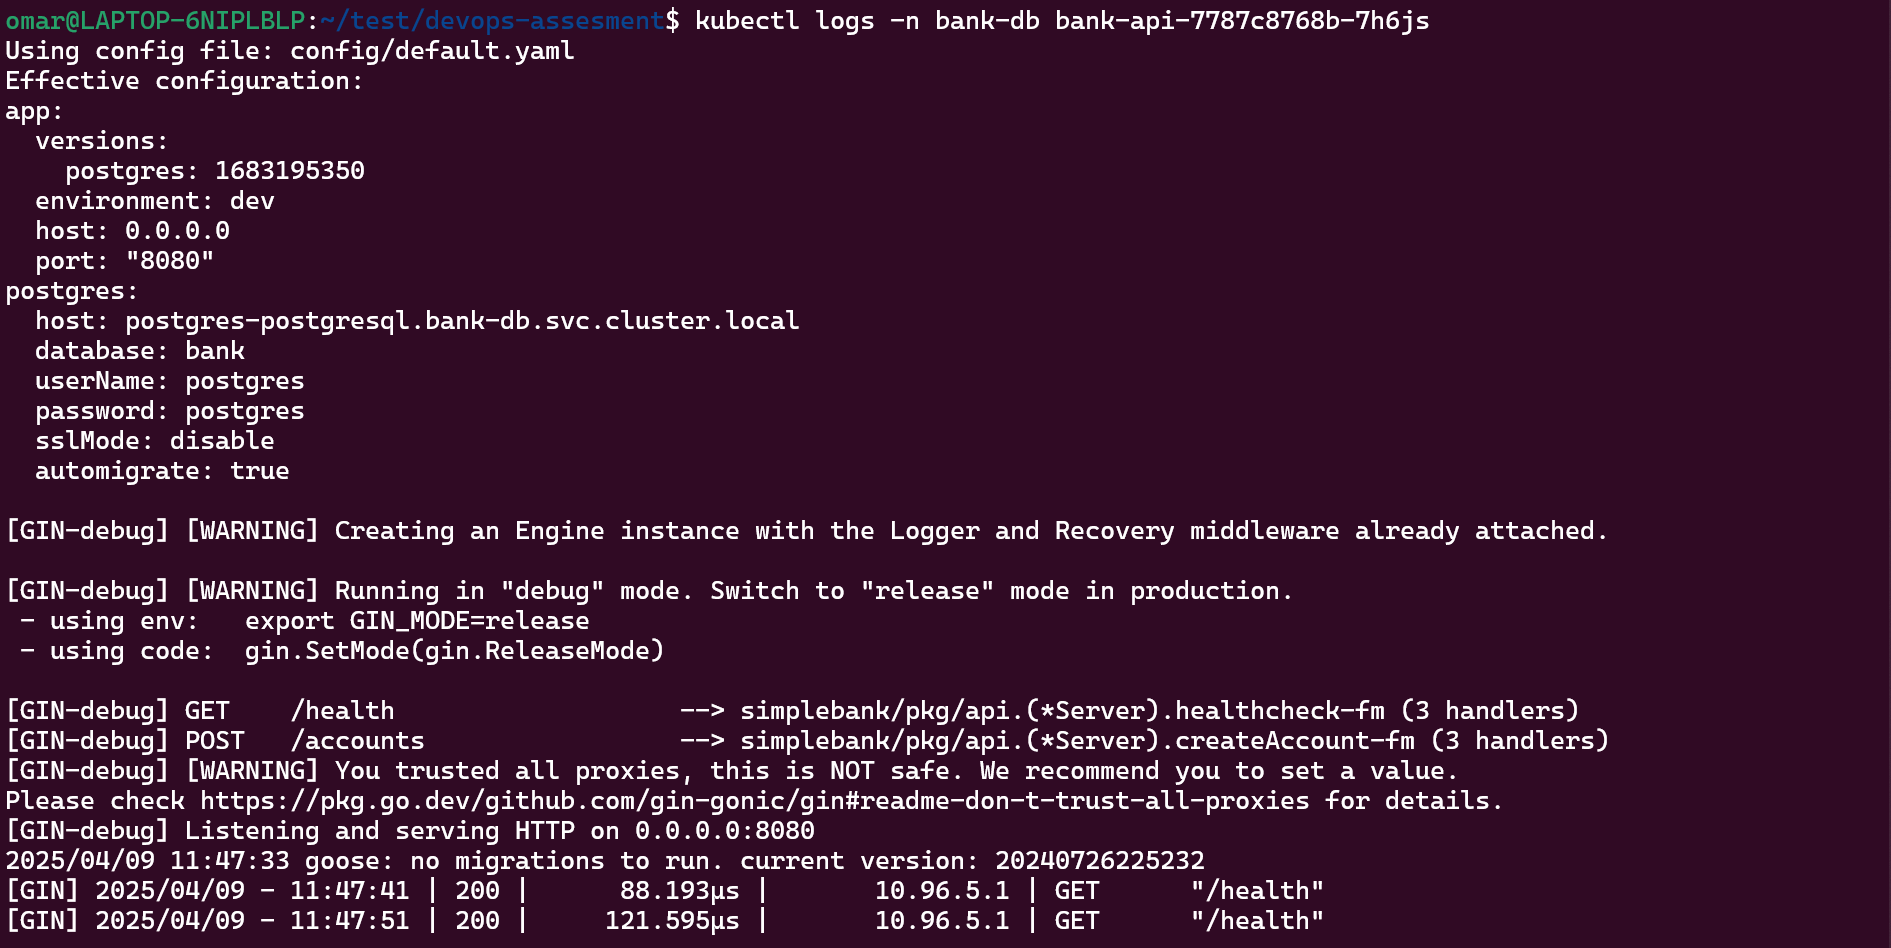 omar@LAPTOP-6NIPLBLP:~/test/devops-assesment$ kubectl logs -n bank-db bank-api-7787c8768b-7h6js
Using config file: config/default.yaml
Effective configuration:
app:
  versions:
    postgres: 1683195350
  environment: dev
  host: 0.0.0.0
  port: "8080"
postgres:
  host: postgres-postgresql.bank-db.svc.cluster.local
  database: bank
  userName: postgres
  password: postgres
  sslMode: disable
  automigrate: true

[GIN-debug] [WARNING] Creating an Engine instance with the Logger and Recovery middleware already attached.

[GIN-debug] [WARNING] Running in "debug" mode. Switch to "release" mode in production.
 - using env:   export GIN_MODE=release
 - using code:  gin.SetMode(gin.ReleaseMode)

[GIN-debug] GET    /health                   --> simplebank/pkg/api.(*Server).healthcheck-fm (3 handlers)
[GIN-debug] POST   /accounts                 --> simplebank/pkg/api.(*Server).createAccount-fm (3 handlers)
[GIN-debug] [WARNING] You trusted all proxies, this is NOT safe. We recommend you to set a value.
Please check https://pkg.go.dev/github.com/gin-gonic/gin#readme-don-t-trust-all-proxies for details.
[GIN-debug] Listening and serving HTTP on 0.0.0.0:8080
2025/04/09 11:47:33 goose: no migrations to run. current version: 20240726225232
[GIN] 2025/04/09 - 11:47:41 | 200 |      88.193µs |       10.96.5.1 | GET      "/health"
[GIN] 2025/04/09 - 11:47:51 | 200 |     121.595µs |       10.96.5.1 | GET      "/health"